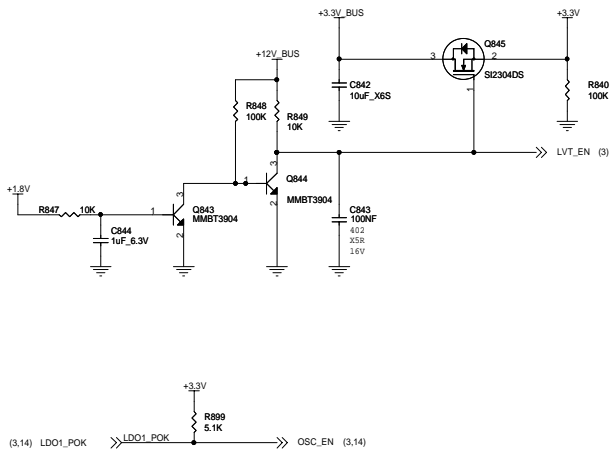 +3.3V_BUS
+3.3V
Q845
3
2
SI2304DS
1
+12V_BUS
C842
10uF_X6S
R840
100K
R848
100K
R849
10K
LVT_EN (3)
3
Q844
1
MMBT3904
2
+1.8V
3
R847 10K
1
Q843
MMBT3904
2
C843
100NF
402
X5R
16V
C844
1uF_6.3V
+3.3V
R899
5.1K
(3,14) LDO1_POK
LDO1_POK
OSC_EN (3,14)